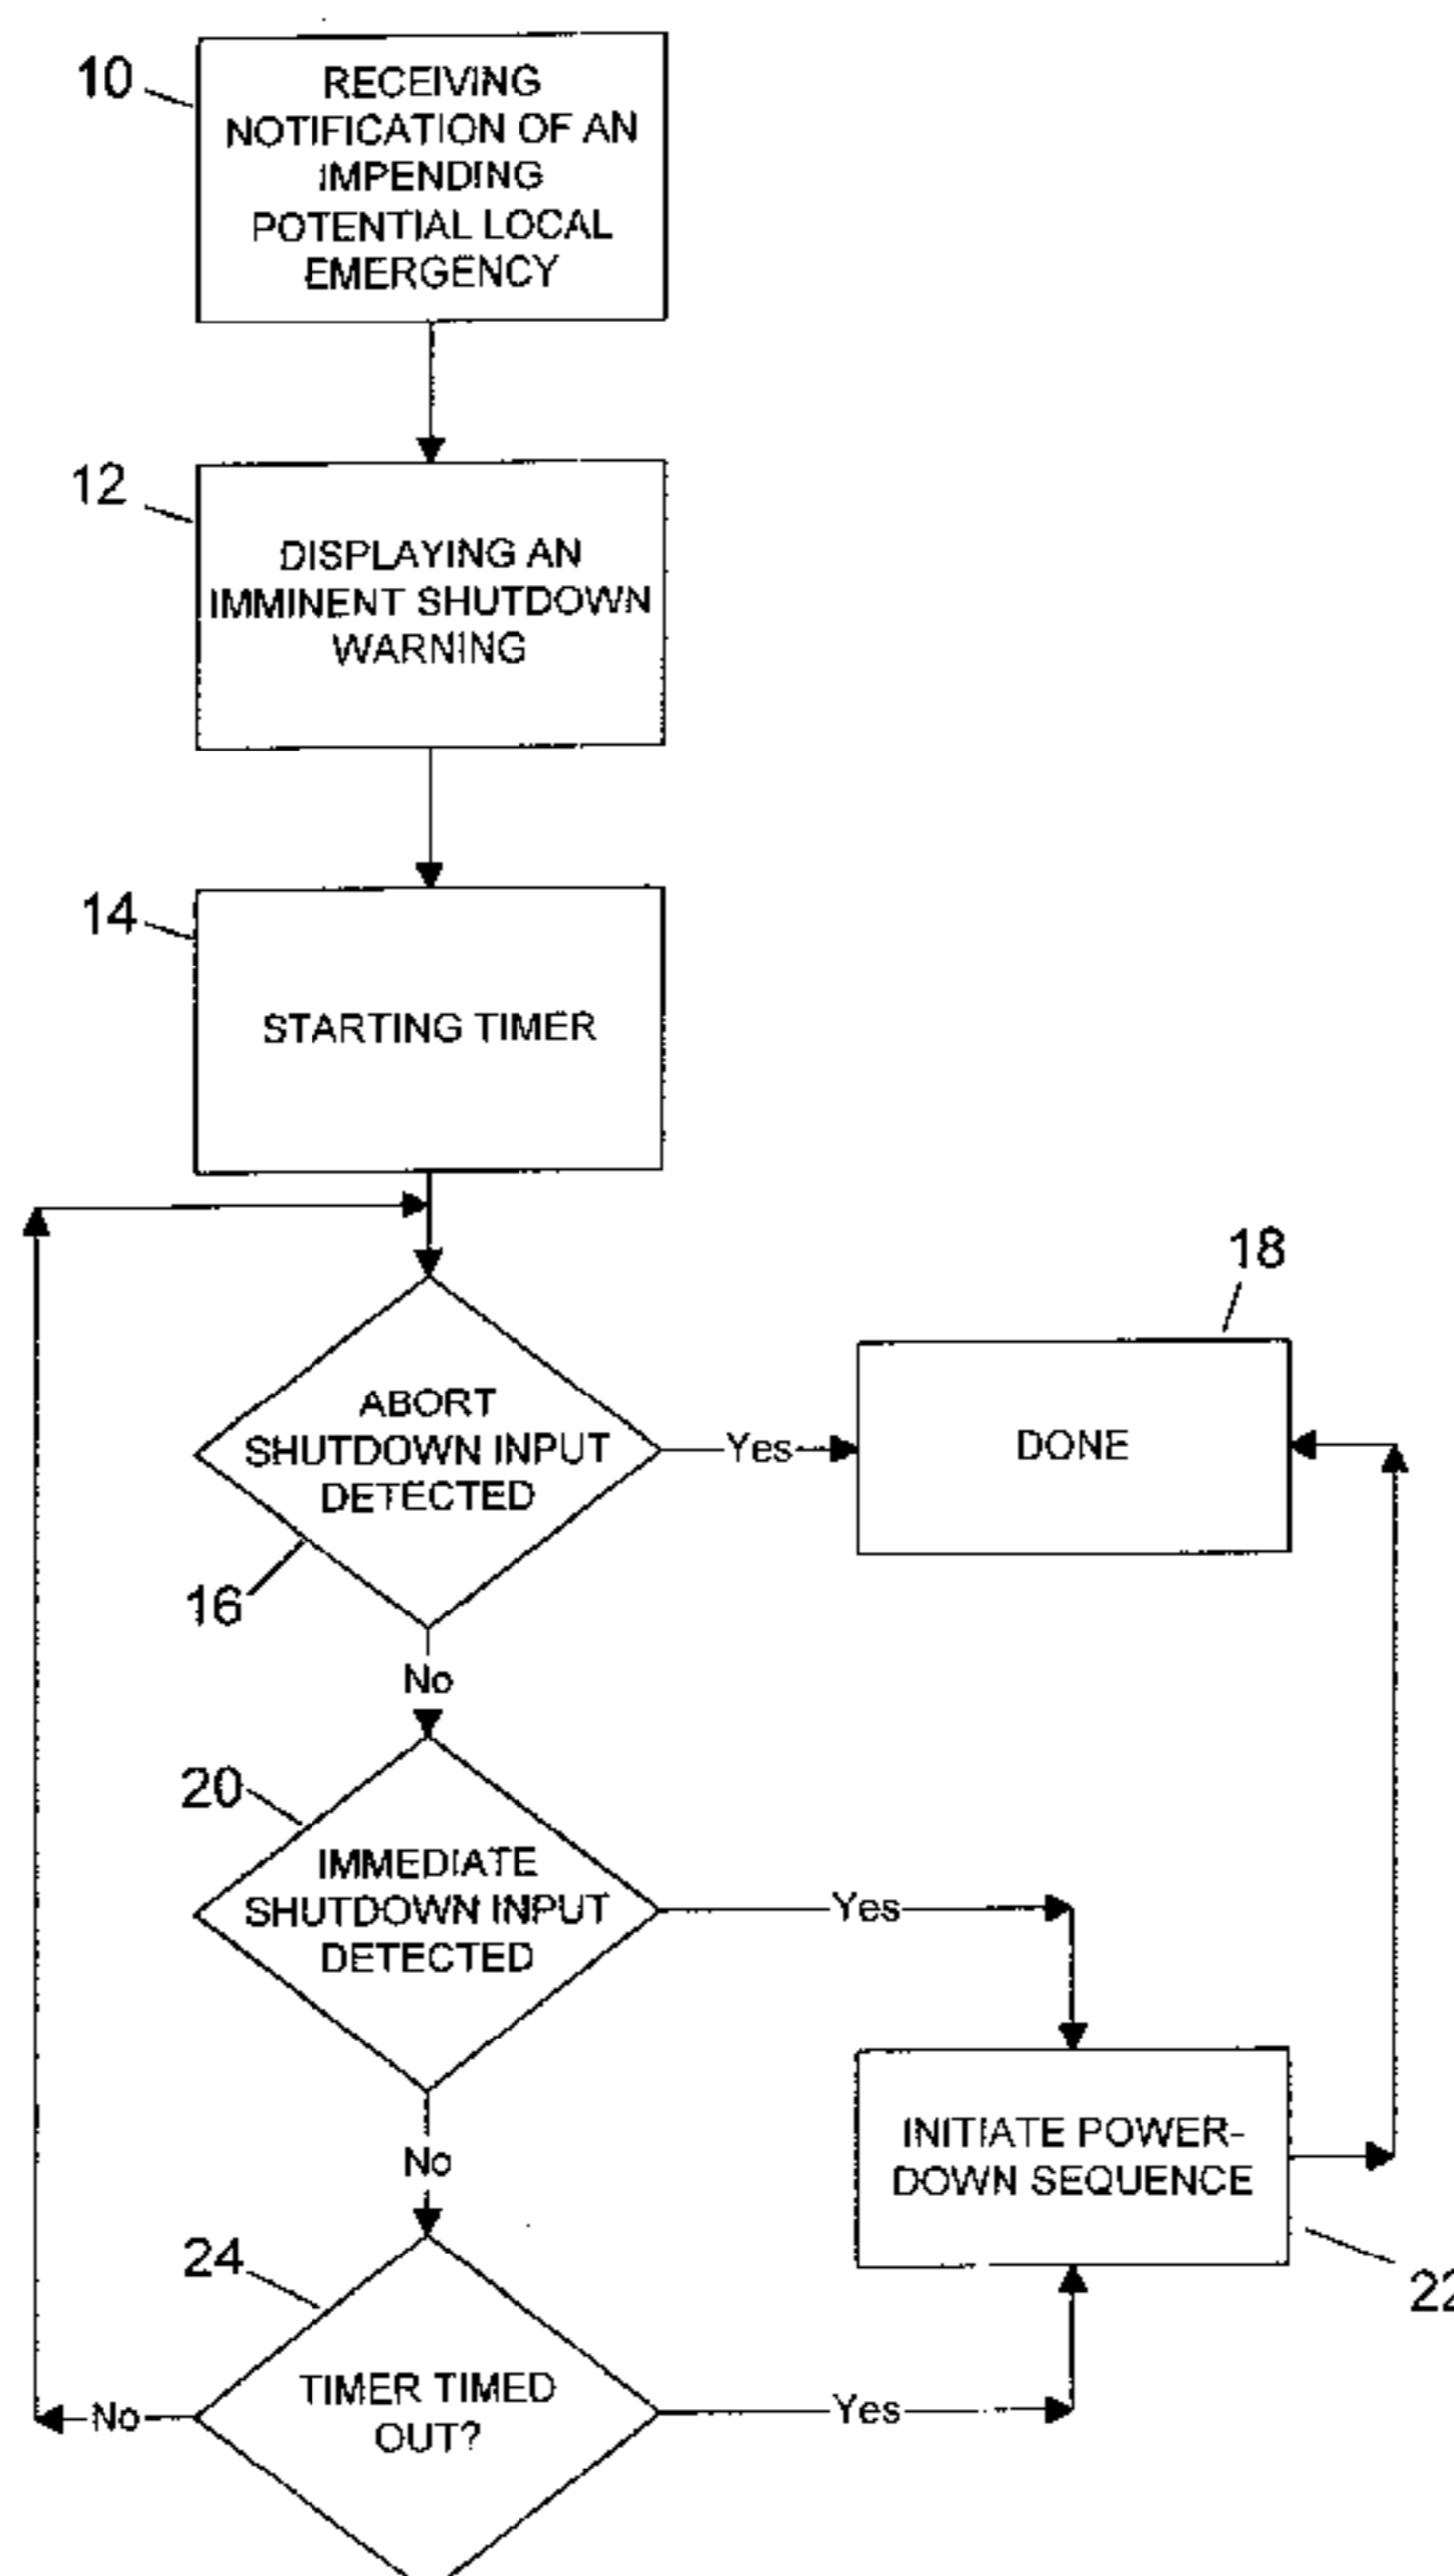 10
RECEIVING
NOTIFICATION OF AN
IMPENDING
POTENTIAL LOCAL
EMERGENCY
12
DISPLAYING AN
IMMINENT SHUTDOWN
WARNING
14
STARTING TIMER
18
ABORT
SHUTDOWN INPUT
DETECTED
Yes
DONE
16
No
20
IMMEDIATE
SHUTDOWN INPUT
DETECTED
Yes
INITIATE POWER-
DOWN SEQUENCE
No
22
24
TIMER TIMED
OUT?
No
Yes